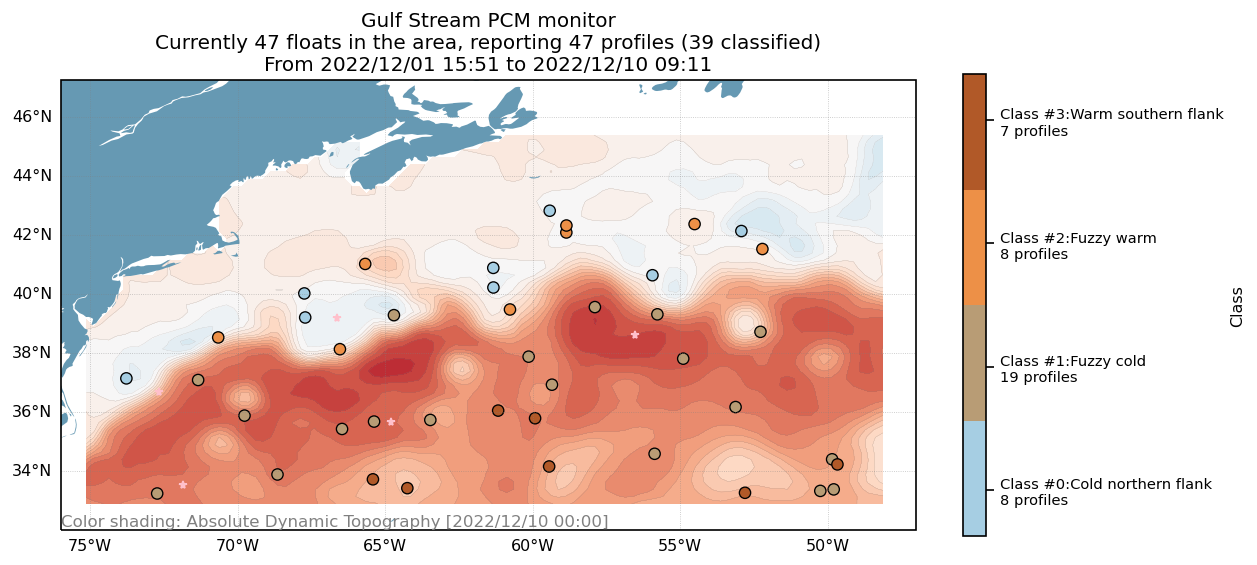 Gulf Stream PCM monitor
Currently 47 floats in the area, reporting 47 profiles (39 classified)
From 2022/12/01 15:51 to 2022/12/10 09:11
46°N
44°N
42°N
40°N
38°N
36°N
34°N
Color shading: Absolute Dynamic Topography [2022/12/10 00:00]
75°W
70°W
65°W
60°W
55°W
50°W
Class #3:Warm southern flank
7 profiles
Class #2:Fuzzy warm
8 profiles
Class #1:Fuzzy cold
19 profiles
Class #0:Cold northern flank
8 profiles
Class